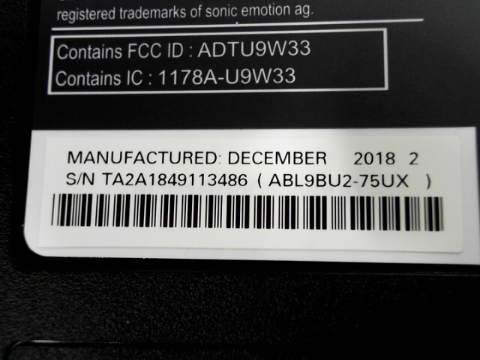 registered trademarks of sonic emotion ag.
Contains FCC ID : ADTU9W33
Contains IC : 1178A-U9W33
MANUFACTURED: DECEMBER 2018 2
S/N TA2A1849113486 ( ABL9BU2-75UX )